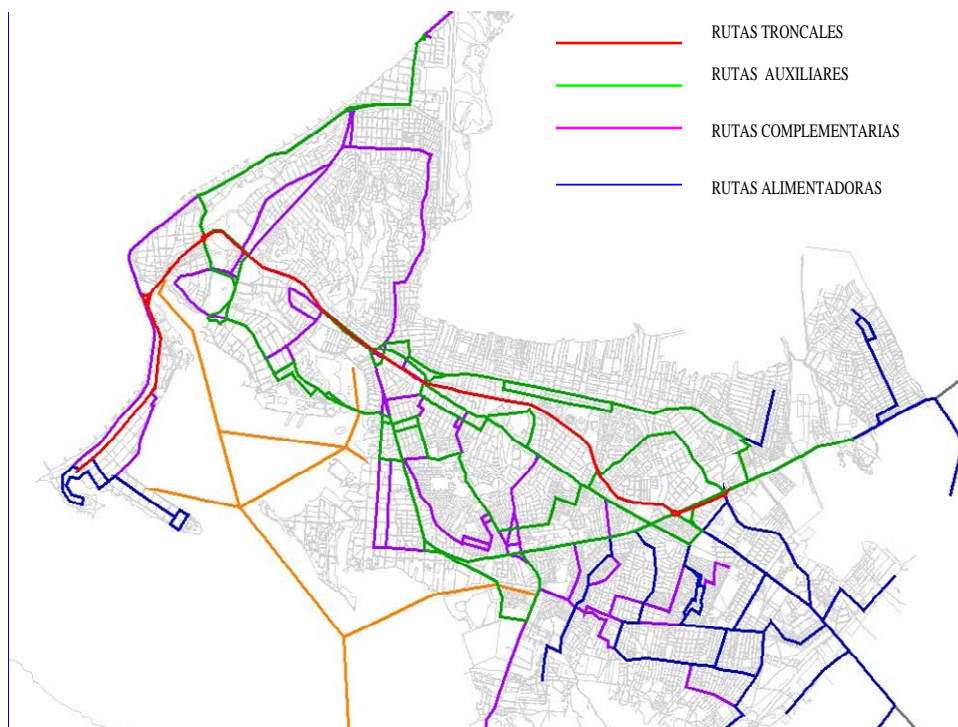 RUTAS TRONCALES
RUTAS AUXILIARES
RUTAS COMPLEMENTARIAS
RUTAS ALIMENTADORAS